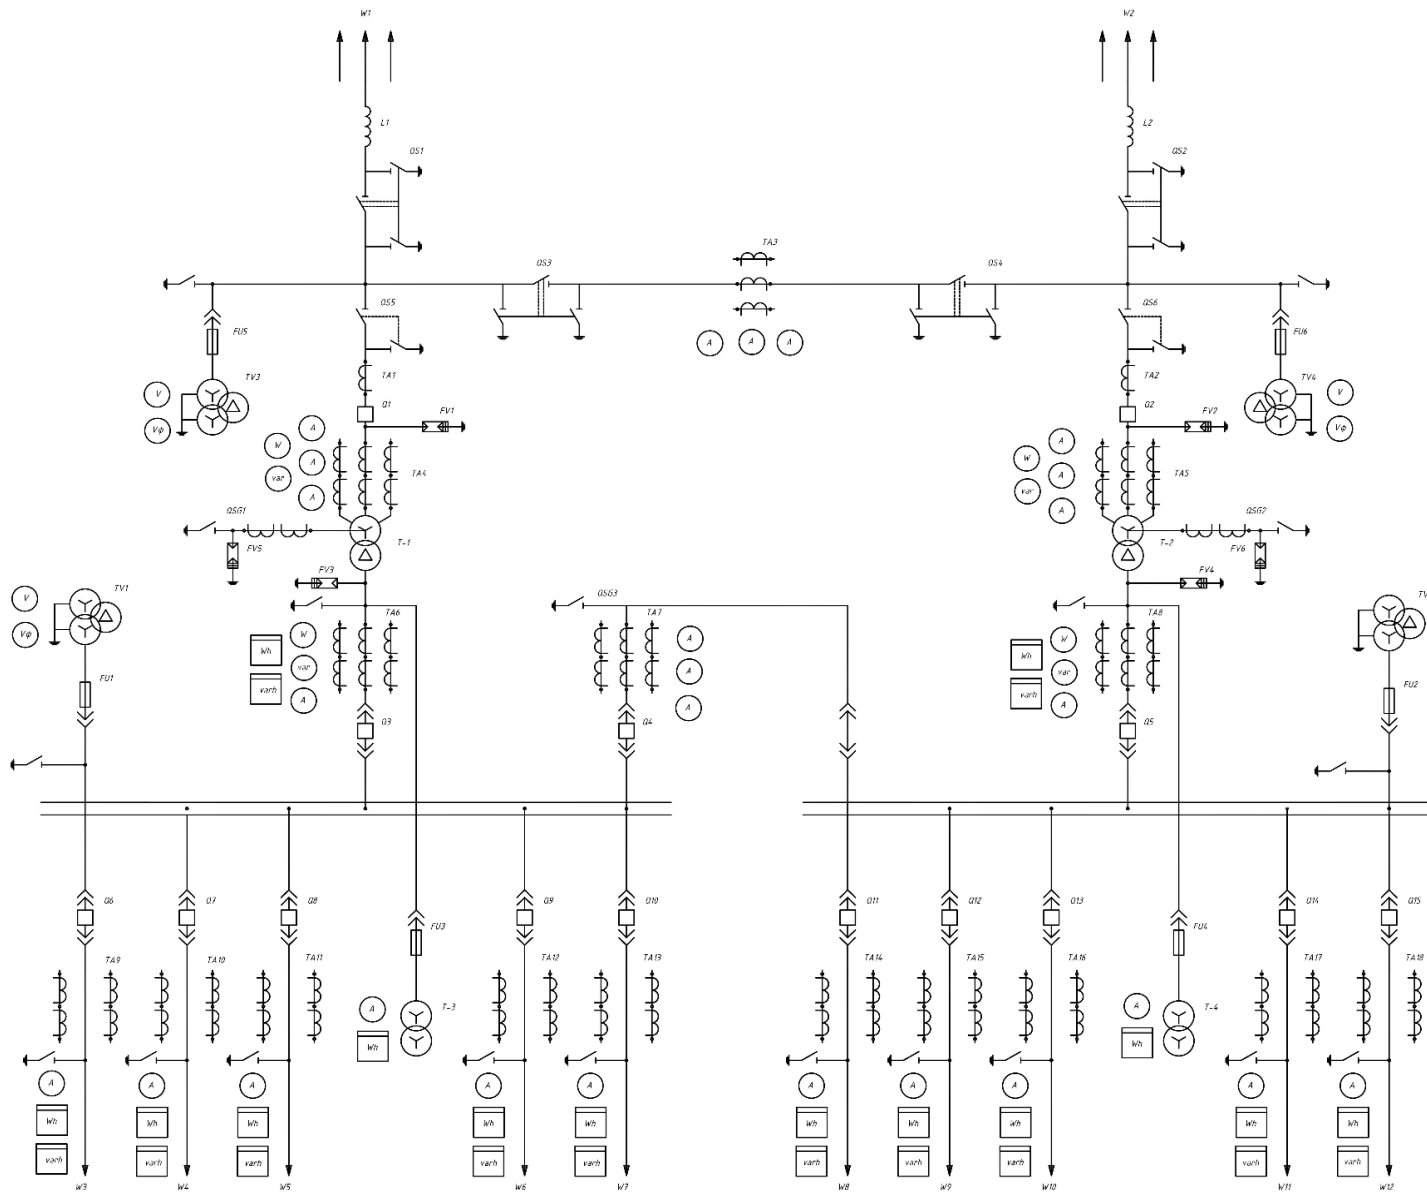 W1
W2
L1
L2
QS1
QS2
TA3
QS3
QS4
QS5
QS6
FU5
FU6
A
A
A
TV3
TA1
TA2
TV4
V
V
Q1
Q2
FV1
FV2
Vφ
Vφ
A
A
W
W
A
TA4
A
TA5
var
var
A
A
QSG1
QSG2
T-1
T-2
FV5
FV6
FV3
FV4
TV1
QSG3
TV
V
TA6
TA7
TA8
Vφ
W
A
W
Wh
Wh
var
A
var
FU1
FU2
varh
varh
A
A
A
Q3
Q4
Q5
Q6
Q7
Q8
Q9
Q10
Q11
Q12
Q13
Q14
Q15
FU3
FU4
TA9
TA10
TA11
TA12
TA13
TA14
TA15
TA16
TA17
TA18
A
T-3
A
T-4
Wh
Wh
A
A
A
A
A
A
A
A
A
A
Wh
Wh
Wh
Wh
Wh
Wh
Wh
Wh
Wh
Wh
varh
varh
varh
varh
varh
varh
varh
varh
varh
varh
W3
W4
W5
W6
W7
W8
W9
W10
W11
W12